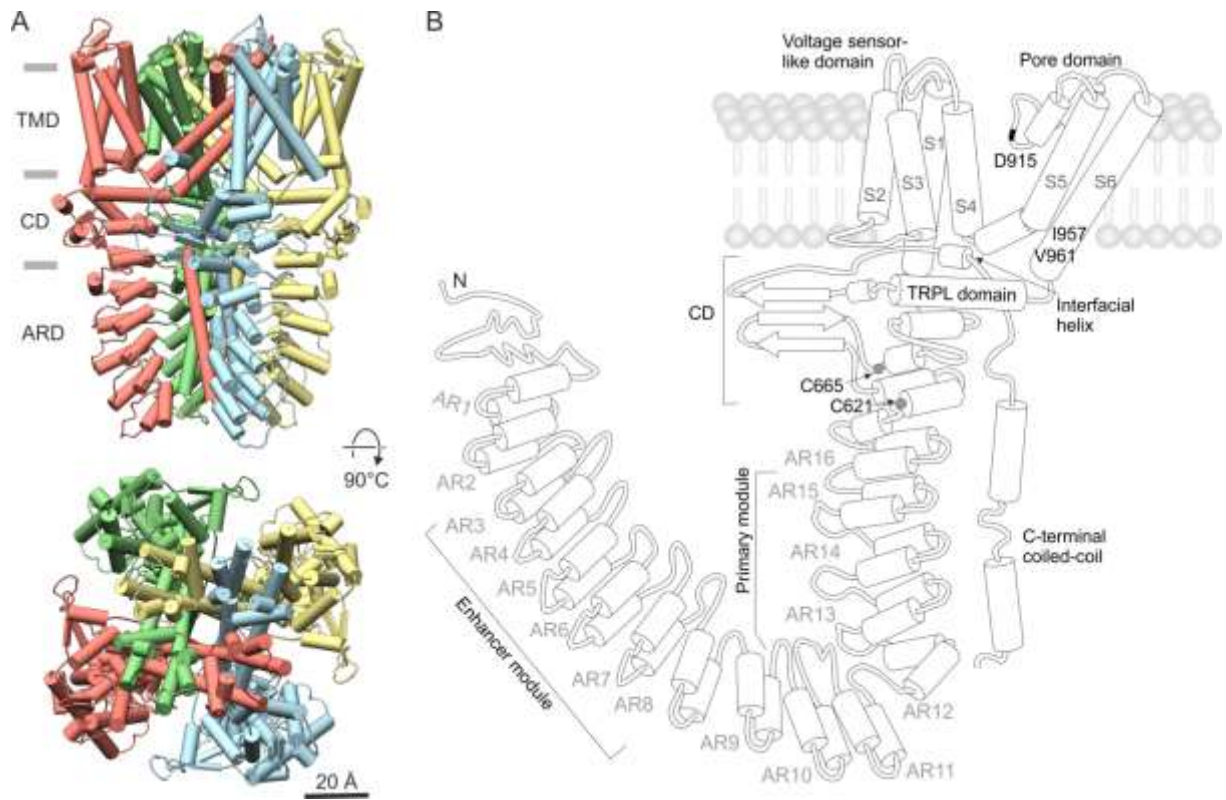 A
TMD
CD
ARD
90°C
20 Å
B
Voltage sensor-
like domain
Pore domain
D915
S1
S2
S3
S4
S5
S6
I957
V961
N
CD
TRPL domain
Interfacial
helix
C665
C621
AR1
AR2
AR3
AR4
AR5
AR6
AR7
AR8
AR9
AR10
AR11
AR12
AR13
AR14
AR15
AR16
Primary module
Enhancer module
C-terminal
coiled-coil